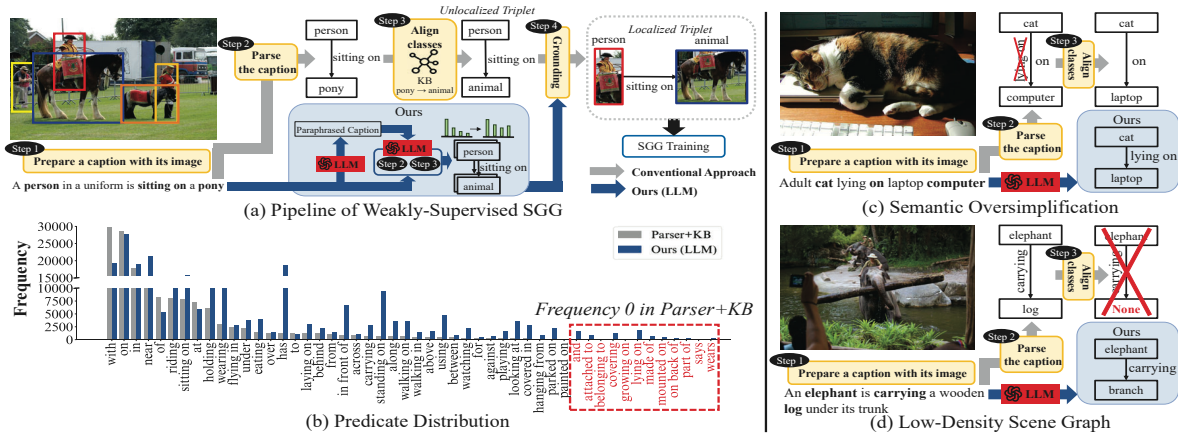 Unlocalized Triplet
Step 2
Parse
the caption
person
sitting on
pony
Step 3
Align
classes
KB
pony → animal
person
sitting on
animal
Step 4
Grounding
Localized Triplet
person
animal
sitting on
SGG Training
Ours
Paraphrased Caption
LLM
LLM
Step 2
Step 3
person
sitting on
animal
Conventional Approach
Ours (LLM)
Step 1
Prepare a caption with its image
A person in a uniform is sitting on a pony
(a) Pipeline of Weakly-Supervised SGG
Frequency
30000
25000
20000
15000
10000
7500
5000
2500
0
Parser+KB
Ours (LLM)
Frequency 0 in Parser+KB
with
on
in
near
of
riding
sitting on
at
holding
wearing
flying in
under
eating
over
has
to
laying on
behind
from
in front of
across
carrying
standing on
along
walking on
walking in
above
using
between
watching
for
against
playing
looking at
covered in
hanging from
parked on
painted on
and
attached to
belonging to
covering
growing on
lying on
made of
mounted on
on back of
part of
says
wears
(b) Predicate Distribution
cat
lying on
on
computer
Step 3
Align
classes
cat
on
laptop
Step 2
Parse
the caption
Ours
cat
lying on
laptop
Step 1
Prepare a caption with its image
Adult cat lying on laptop computer
LLM
(c) Semantic Oversimplification
elephant
carrying
log
Step 3
Align
classes
elephant
carrying
None
Step 2
Parse
the caption
Ours
elephant
carrying
branch
Step 1
Prepare a caption with its image
An elephant is carrying a wooden
log under its trunk
LLM
(d) Low-Density Scene Graph